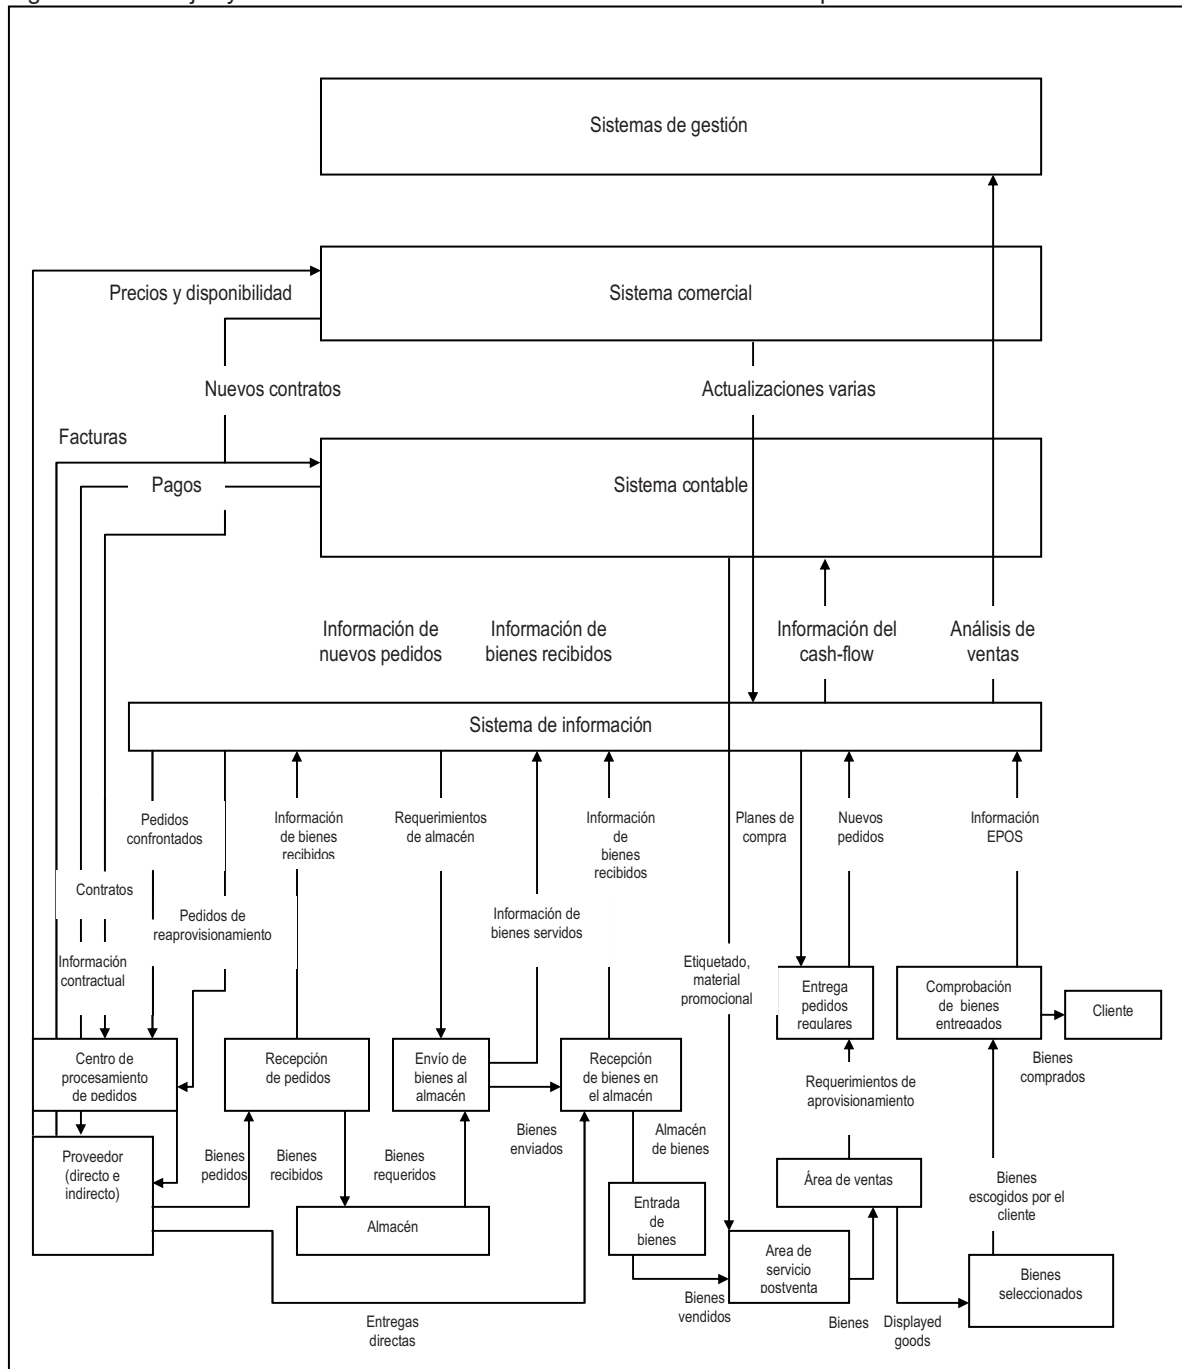 Sistemas de gestión
Precios y disponibilidad
Sistema comercial
Nuevos contratos
Actualizaciones varias
Facturas
Pagos
Sistema contable
Información de
nuevos pedidos
Información de
bienes recibidos
Información del
cash-flow
Análisis de
ventas
Sistema de información
Pedidos
confrontados
Información
de bienes
recibidos
Requerimientos
de almacén
Información
de
bienes
recibidos
Planes de
compra
Nuevos
pedidos
Información
EPOS
Contratos
Pedidos de
reaprovisionamiento
Información de
bienes servidos
Información
contractual
Etiquetado,
material
promocional
Entrega
pedidos
regulares
Comprobación
de bienes
entregados
Cliente
Centro de
procesamiento
de pedidos
Recepción
de pedidos
Envío de
bienes al
almacén
Recepción
de bienes en
el almacén
Bienes
comprados
Requerimientos de
aprovisionamiento
Proveedor
(directo e
indirecto)
Bienes
pedidos
Bienes
recibidos
Bienes
requeridos
Bienes
enviados
Almacén
de bienes
Área de ventas
Bienes
escogidos por el
cliente
Almacén
Entrada
de
bienes
Area de
servicio
postventa
Bienes
seleccionados
Bienes
vendidos
Bienes
Displayed
goods
Entregas
directas